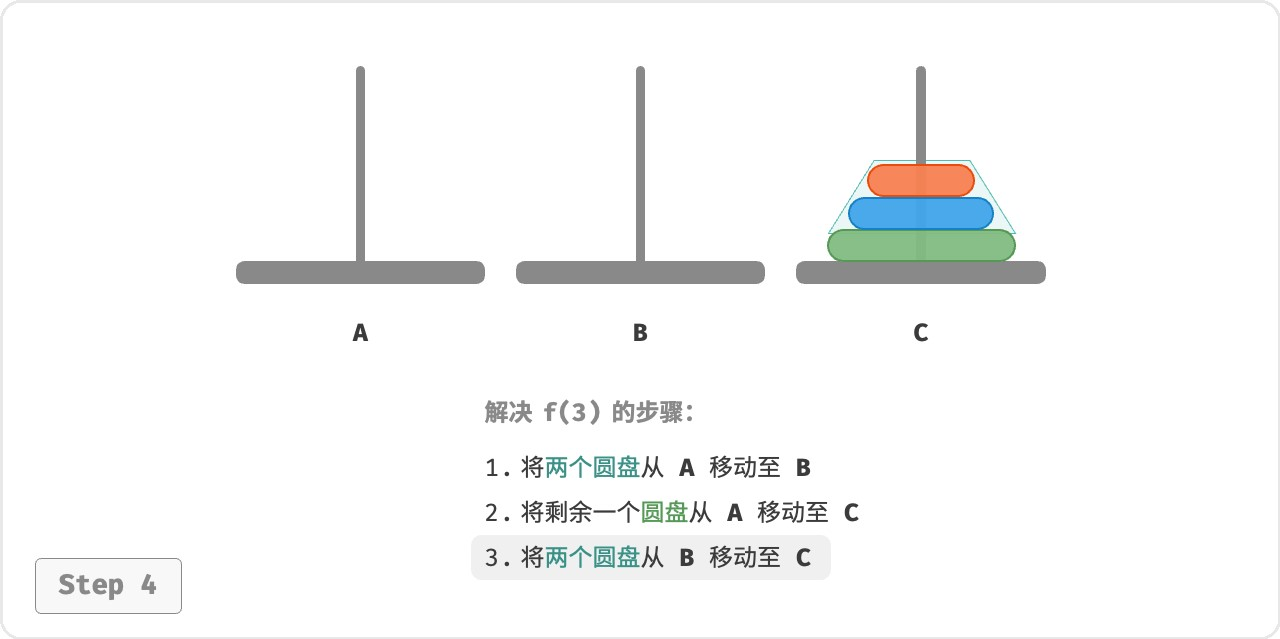 A B C
解决 f(3) 的步骤：
1. 将两个圆盘从 A 移动至 B
2. 将剩余一个圆盘从 A 移动至 C
3. 将两个圆盘从 B 移动至 C
Step 4